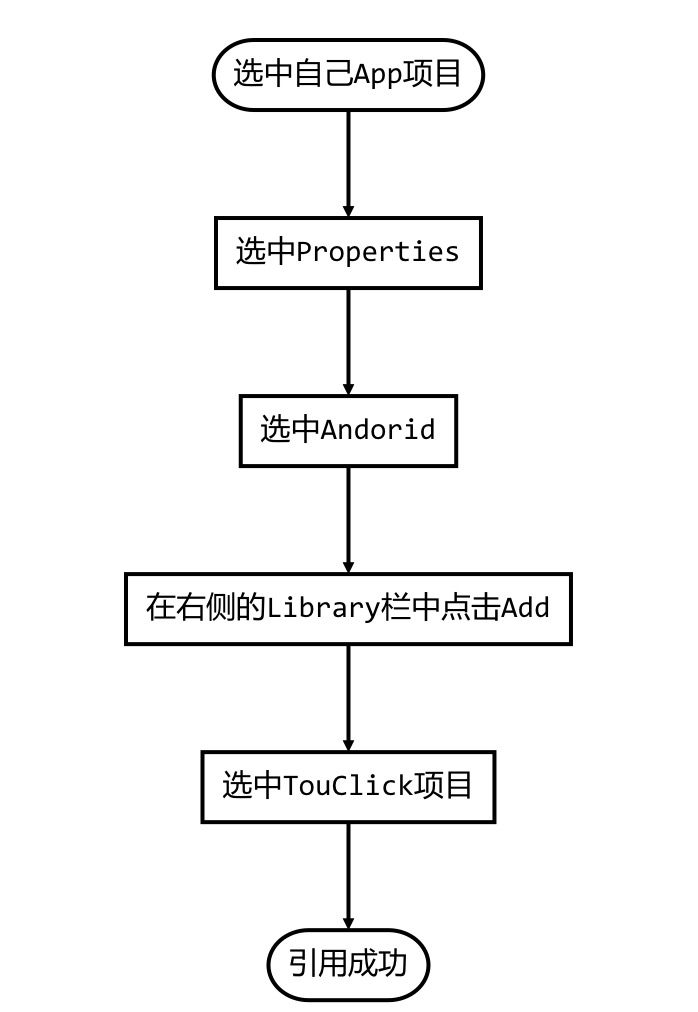 选中自己App项目
选中Properties
选中Andorid
在右侧的Library栏中点击Add
选中TouClick项目
引用成功